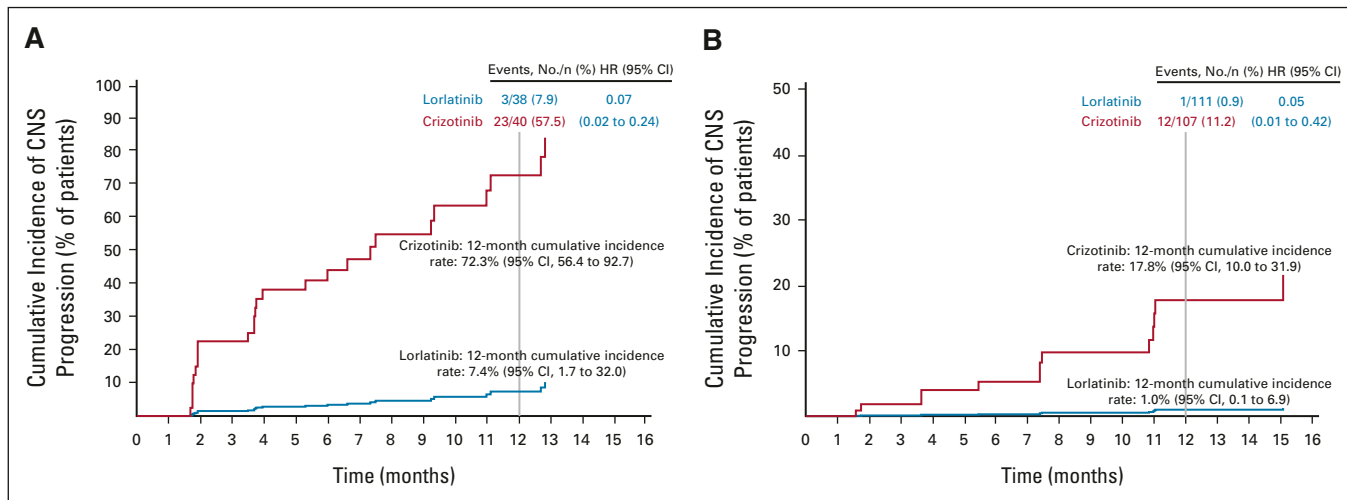 A
Events, No./n (%) HR (95% CI)
Lorlatinib 3/38 (7.9) 0.07
Crizotinib 23/40 (57.5) (0.02 to 0.24)
Cumulative Incidence of CNS
Progression (% of patients)
100
90
80
70
60
50
40
30
20
10
Crizotinib: 12-month cumulative incidence
rate: 72.3% (95% CI, 56.4 to 92.7)
Lorlatinib: 12-month cumulative incidence
rate: 7.4% (95% CI, 1.7 to 32.0)
0 1 2 3 4 5 6 7 8 9 10 11 12 13 14 15 16
Time (months)
B
Events, No./n (%) HR (95% CI)
Lorlatinib 1/111 (0.9) 0.05
Crizotinib 12/107 (11.2) (0.01 to 0.42)
Cumulative Incidence of CNS
Progression (% of patients)
50
40
30
20
10
Crizotinib: 12-month cumulative incidence
rate: 17.8% (95% CI, 10.0 to 31.9)
Lorlatinib: 12-month cumulative incidence
rate: 1.0% (95% CI, 0.1 to 6.9)
0 1 2 3 4 5 6 7 8 9 10 11 12 13 14 15 16
Time (months)